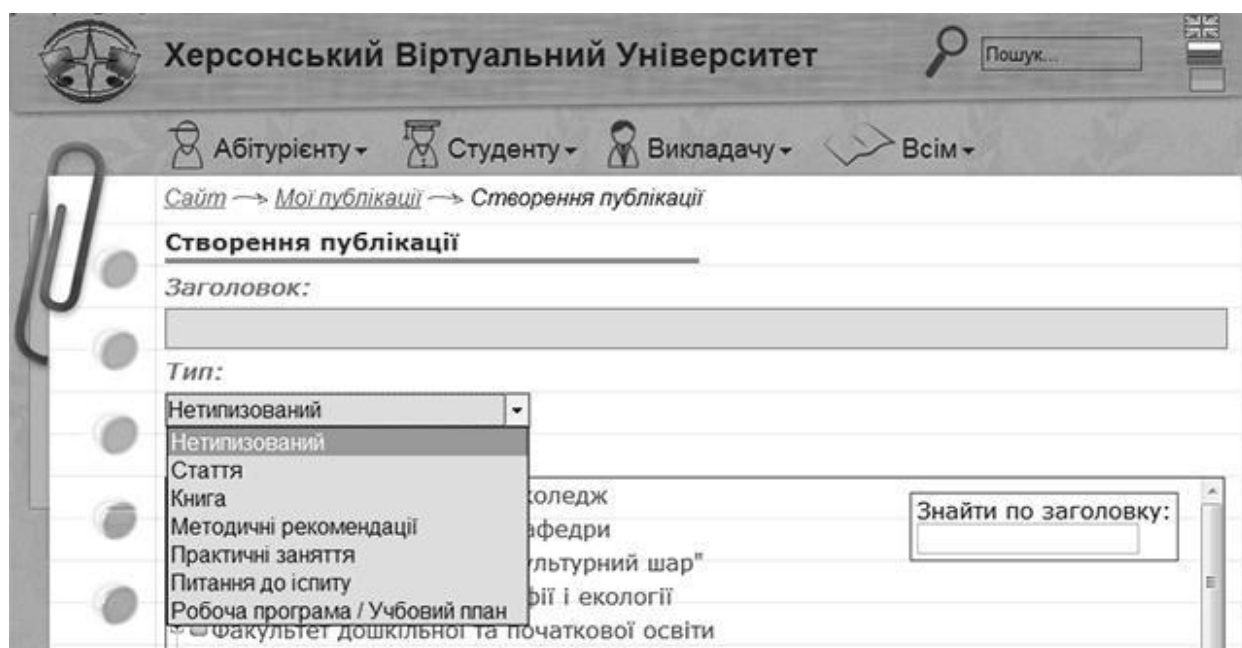 Херсонський Віртуальний Університет
Пошук...
Абітурієнту Студенту Викладачу Всім
Сайт → Мої публікації → Створення публікації
Створення публікації
Заголовок:
Тип:
Нетипизований
Нетипизований
Стаття
Книга
Методичні рекомендації
Практичні заняття
Питання до іспиту
Робоча програма / Учбовий план
коледж
афедри
ультурний шар"
фії і екології
Факультет дошкільної та початкової освіти
Знайти по заголовку: